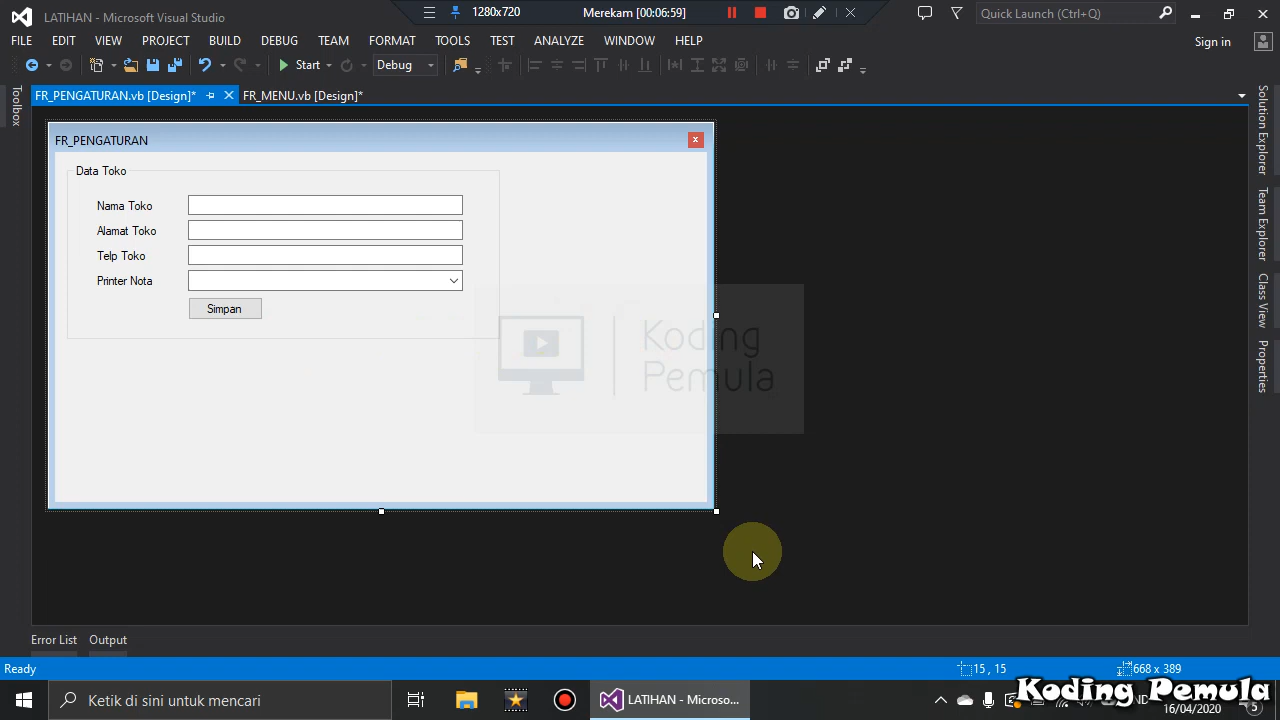 LATIHAN - Microsoft Visual Studio
1280x720
Merekam [00:06:59]
Quick Launch (Ctrl+Q)
FILE EDIT VIEW PROJECT BUILD DEBUG TEAM FORMAT TOOLS TEST ANALYZE WINDOW HELP
Sign in
Start
Debug
Toolbox
FR_PENGATURAN.vb [Design]*
FR_MENU.vb [Design]*
Solution Explorer
Team Explorer
Class View
Properties
FR_PENGATURAN
Data Toko
Nama Toko
Alamat Toko
Telp Toko
Printer Nota
Simpan
Koding
Pemula
Error List
Output
Ready
15 , 15
668 x 389
Ketik di sini untuk mencari
LATIHAN - Microso...
Koding Pemula
16/04/2020
5